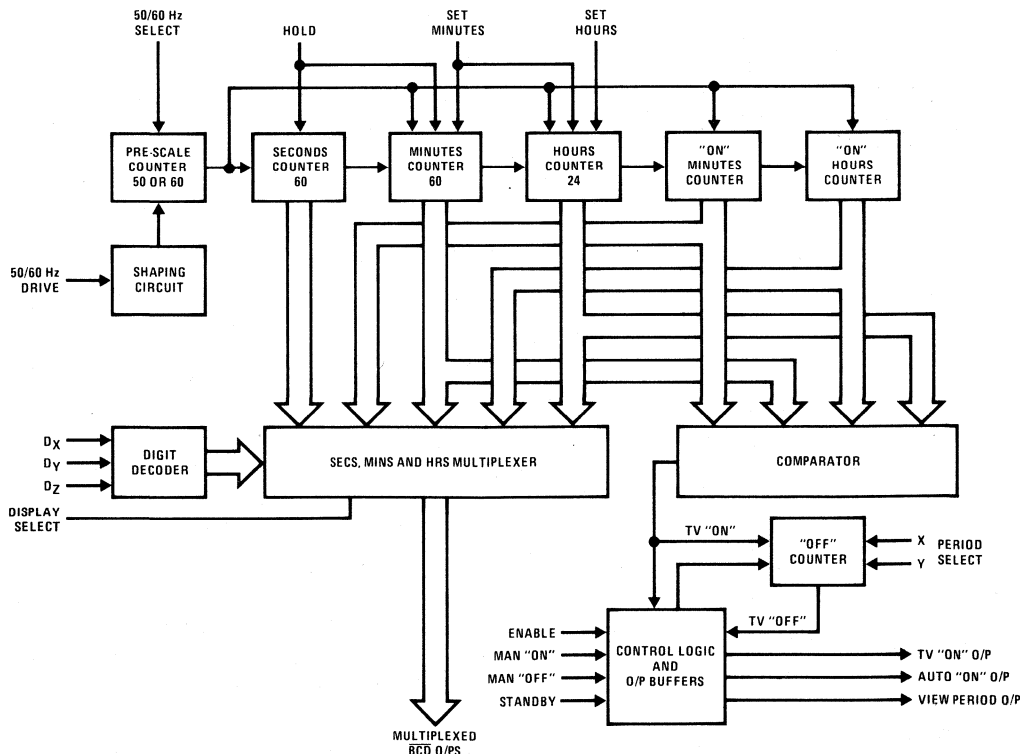 50/60 Hz
SELECT
HOLD
SET
MINUTES
SET
HOURS
PRE-SCALE
COUNTER
50 OR 60
SECONDS
COUNTER
60
MINUTES
COUNTER
60
HOURS
COUNTER
24
"ON"
MINUTES
COUNTER
"ON"
HOURS
COUNTER
50/60 Hz
DRIVE
SHAPING
CIRCUIT
DX
DY
DZ
DIGIT
DECODER
SECS, MINS AND HRS MULTIPLEXER
COMPARATOR
DISPLAY
SELECT
TV "ON"
"OFF"
COUNTER
X
Y
PERIOD
SELECT
TV "OFF"
ENABLE
MAN "ON"
MAN "OFF"
STANDBY
CONTROL LOGIC
AND
O/P BUFFERS
TV "ON" O/P
AUTO "ON" O/P
VIEW PERIOD O/P
MULTIPLEXED
BCD O/PS